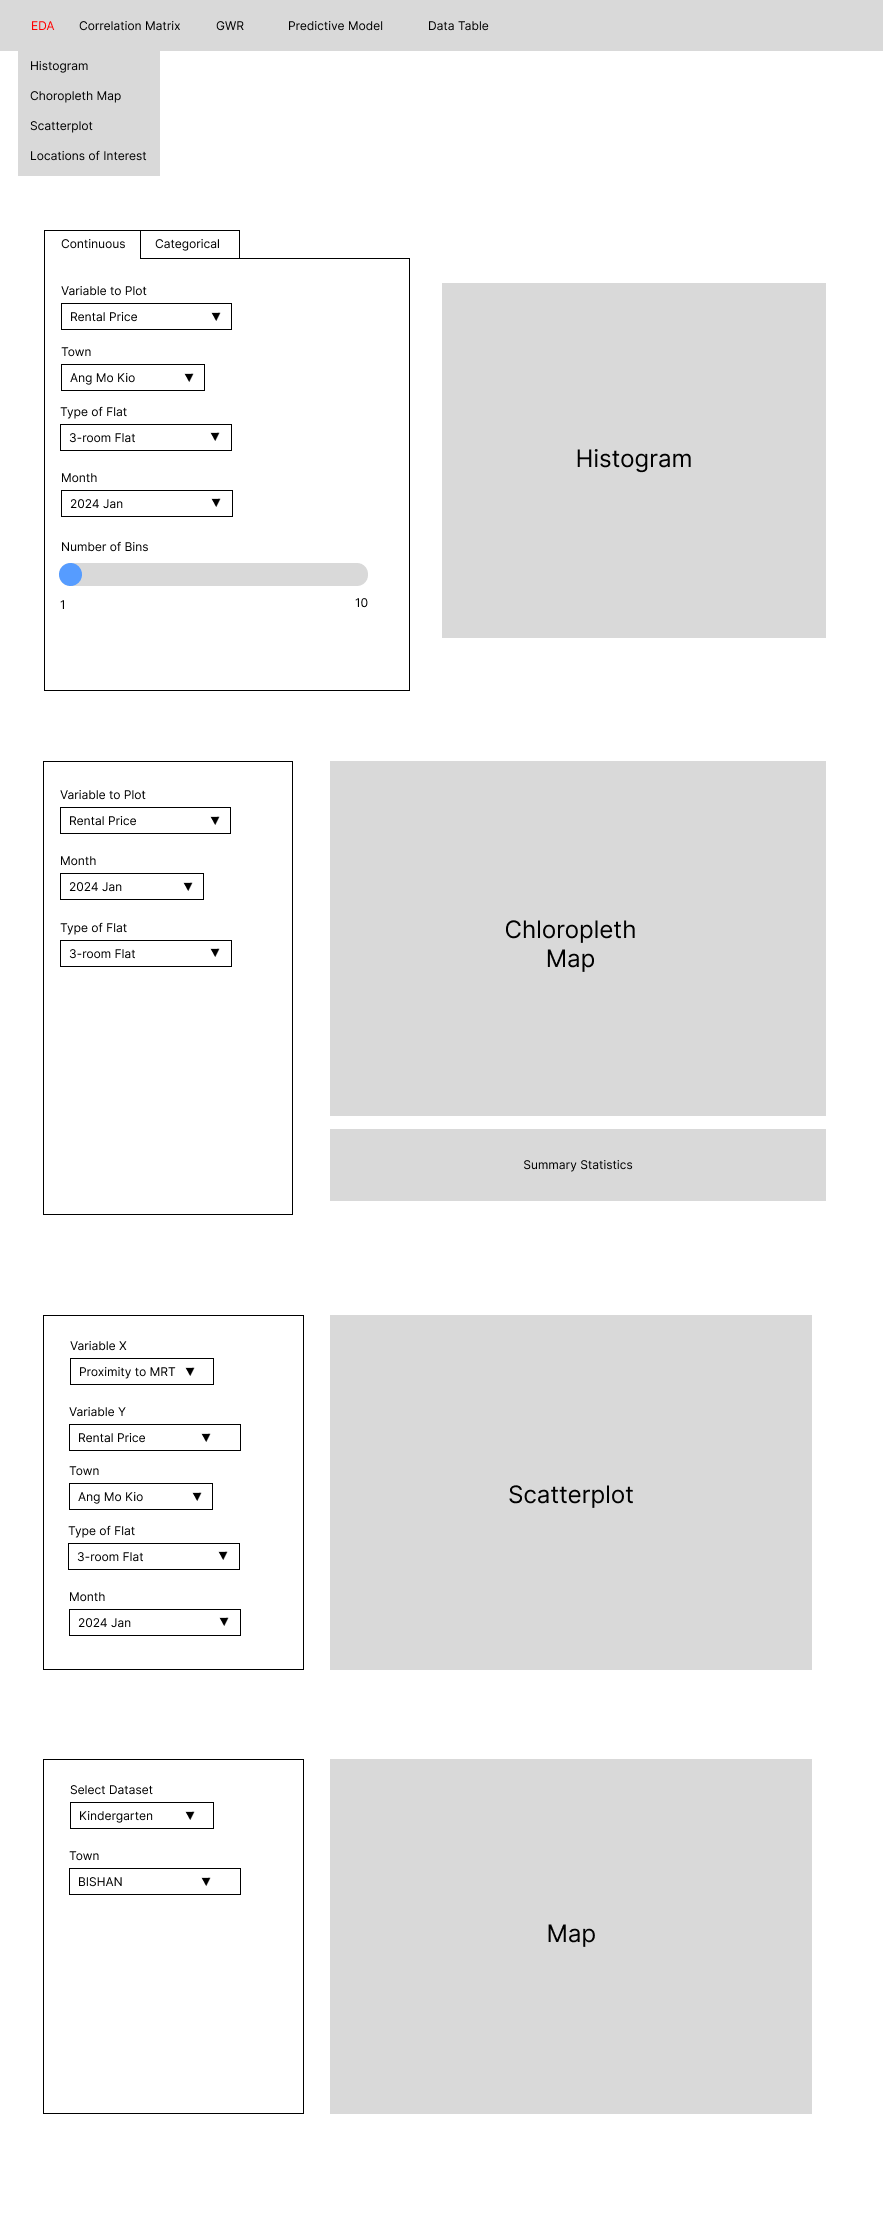 EDA Correlation Matrix GWR Predictive Model Data Table
Histogram
Choropleth Map
Scatterplot
Locations of Interest
Continuous Categorical
Variable to Plot
Rental Price ▼
Town
Ang Mo Kio ▼
Type of Flat
3-room Flat ▼
Month
2024 Jan ▼
Number of Bins
1 10
Histogram
Variable to Plot
Rental Price ▼
Month
2024 Jan ▼
Type of Flat
3-room Flat ▼
Chloropleth
Map
Summary Statistics
Variable X
Proximity to MRT ▼
Variable Y
Rental Price ▼
Town
Ang Mo Kio ▼
Type of Flat
3-room Flat ▼
Month
2024 Jan ▼
Scatterplot
Select Dataset
Kindergarten ▼
Town
BISHAN ▼
Map